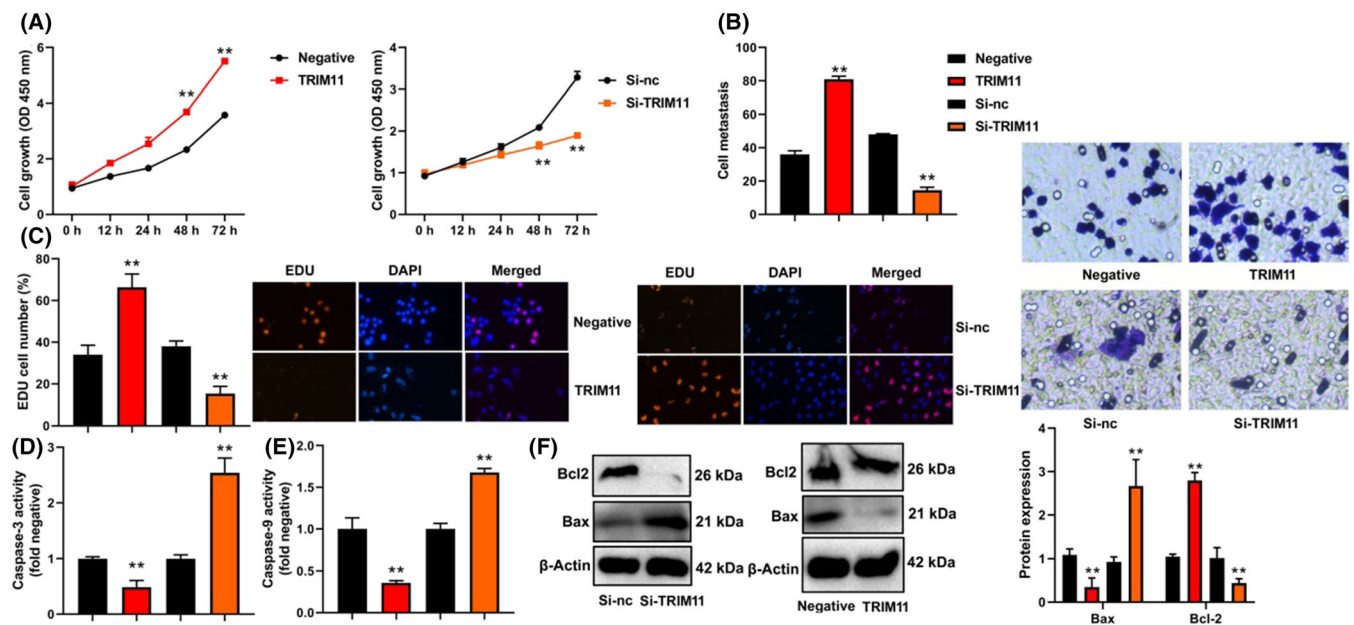 (A)
Cell growth (OD 450 nm)
6
4
2
0
0 h 12 h 24 h 48 h 72 h
Negative
TRIM11
**
**
Cell growth (OD 450 nm)
4
3
2
1
0
0 h 12 h 24 h 48 h 72 h
Si-nc
Si-TRIM11
**
**
(B)
Cell metastasis
100
80
60
40
20
0
**
**
Negative
TRIM11
Si-nc
Si-TRIM11
Negative
TRIM11
Si-nc
Si-TRIM11
(C)
EDU cell number (%)
80
60
40
20
0
**
**
EDU DAPI Merged
Negative
TRIM11
EDU DAPI Merged
Si-nc
Si-TRIM11
(D)
Caspase-3 activity
(fold negative)
3
2
1
0
**
**
(E)
Caspase-9 activity
(fold negative)
2.0
1.5
1.0
0.5
0.0
**
**
(F)
Bcl2 26 kDa
Bax 21 kDa
β-Actin 42 kDa
Si-nc Si-TRIM11
Bcl2 26 kDa
Bax 21 kDa
β-Actin 42 kDa
Negative TRIM11
Protein expression
4
3
2
1
0
**
**
**
**
Bax Bcl-2